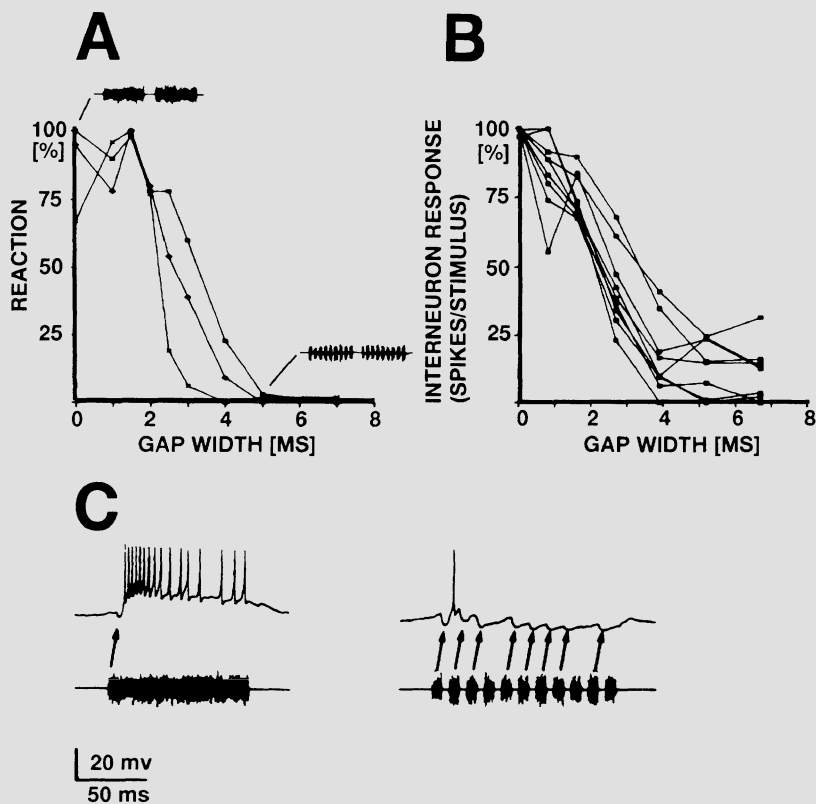 A
B
100
[%]
75
50
25
REACTION
0
2
4
6
8
GAP WIDTH [MS]
100
[%]
75
50
25
INTERNEURON RESPONSE
(SPIKES/STIMULUS)
0
2
4
6
8
GAP WIDTH [MS]
C
20 mv
50 ms